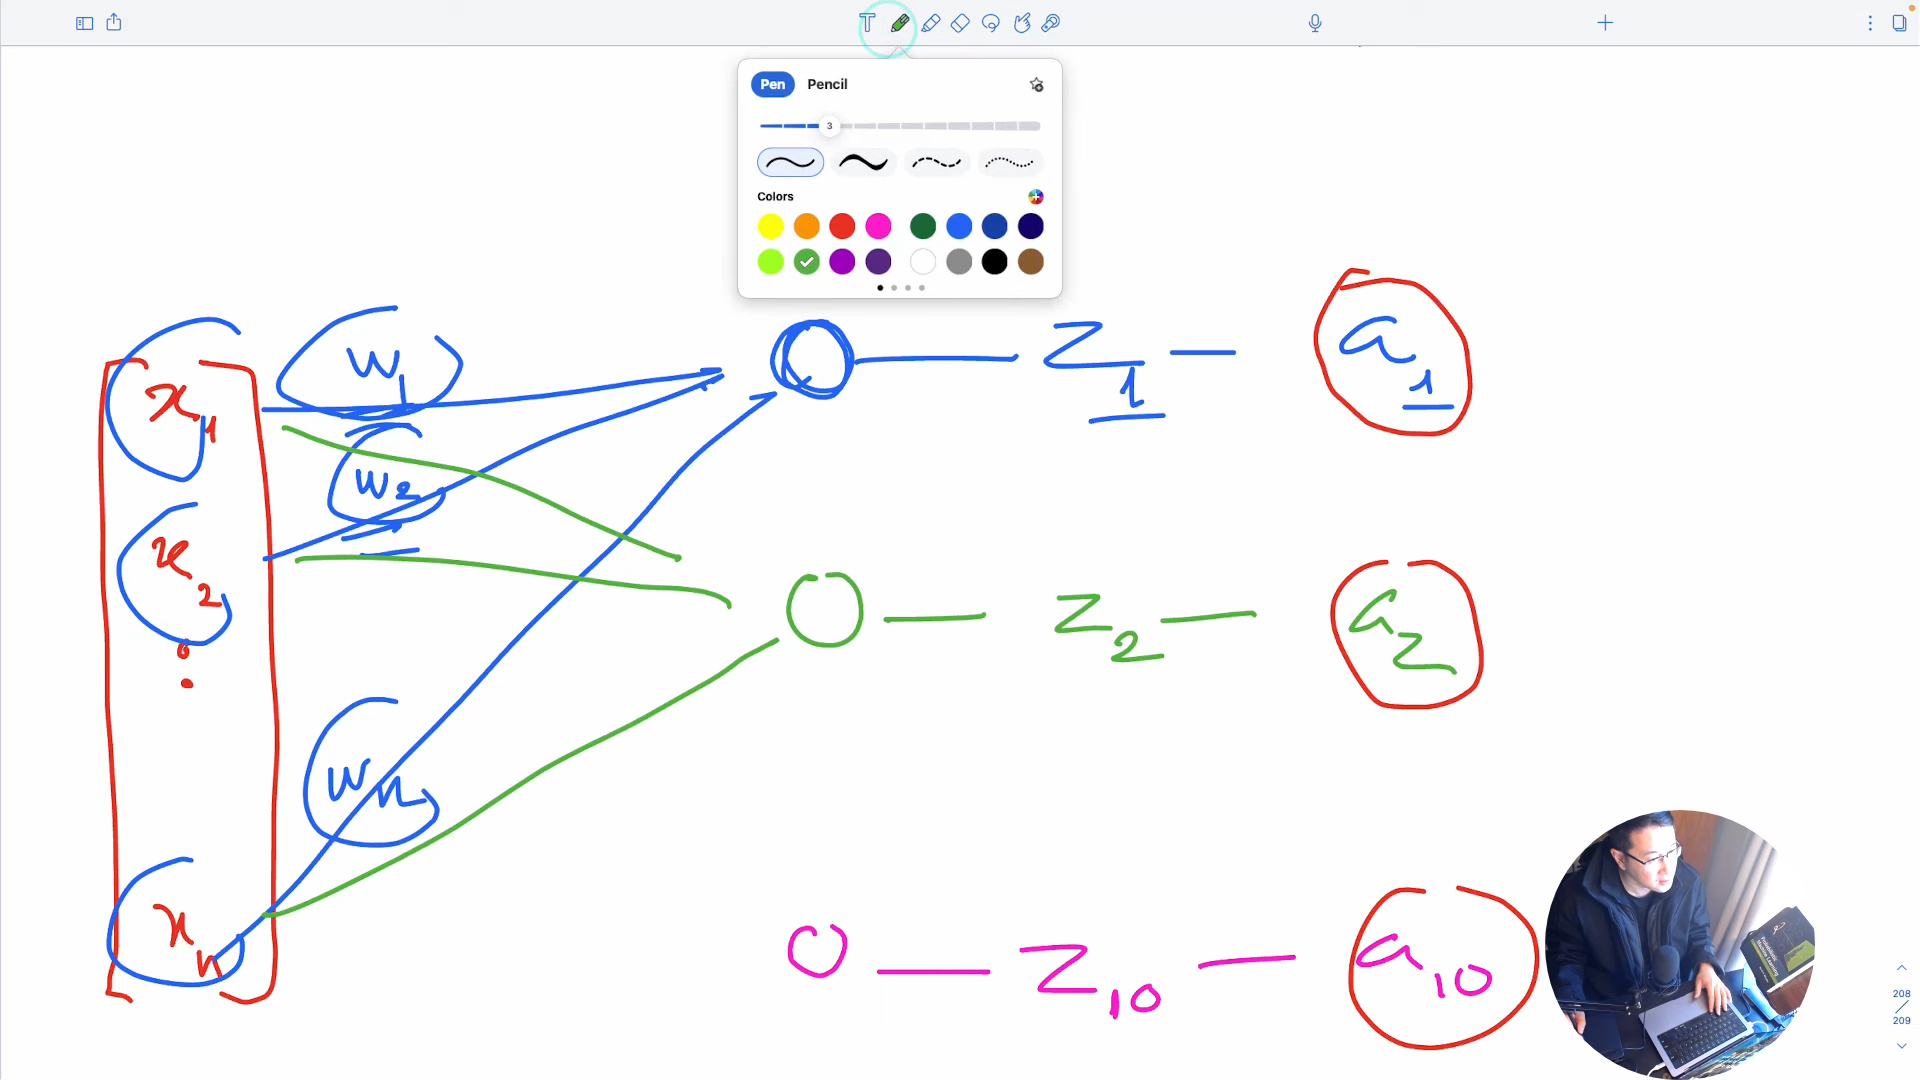 T
Pen Pencil
3
Colors
w1 z1 a1
x1
w2
x2 z2 a2
wn
xn z10 a10
208
209